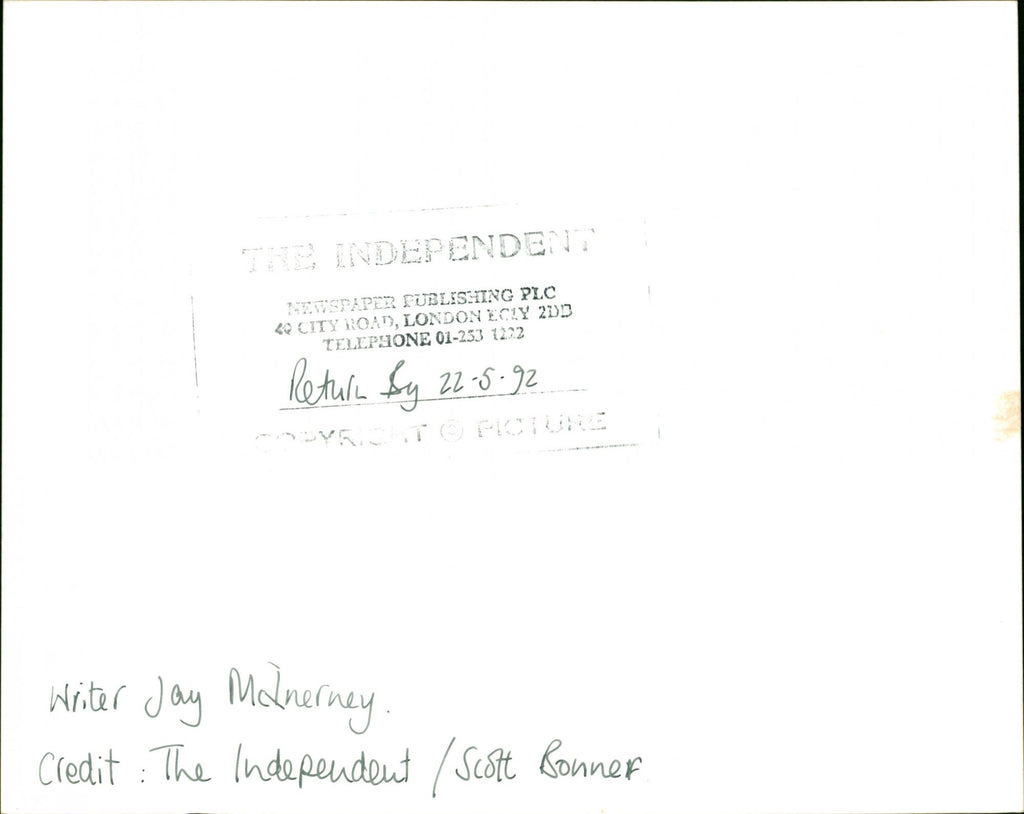 THE INDEPENDENT
NEWSPAPER PUBLISHING PLC
40 CITY ROAD, LONDON EC1Y 2DB
TELEPHONE 01-253 1222
Return By 22-5-92
COPYRIGHT © PICTURE
Writer Jay McInerney.
Credit : The Independent / Scott Bonner